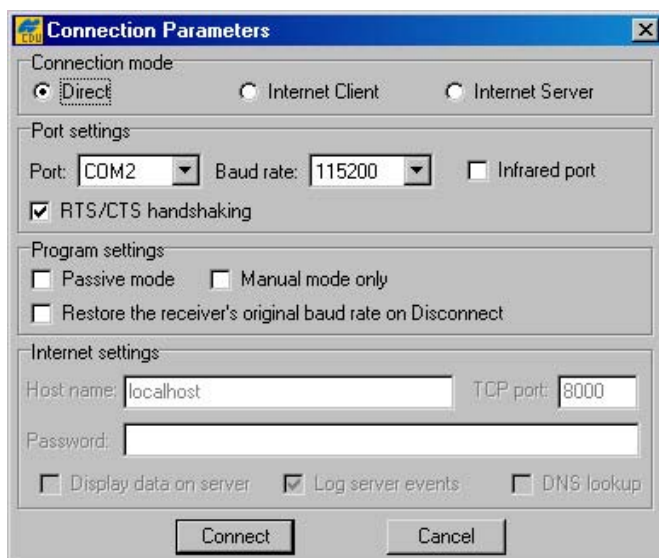 CDU Connection Parameters
Connection mode
Direct Internet Client Internet Server
Port settings
Port: COM2 Baud rate: 115200 Infrared port
RTS/CTS handshaking
Program settings
Passive mode Manual mode only
Restore the receiver's original baud rate on Disconnect
Internet settings
Host name: localhost TCP port: 8000
Password:
Display data on server Log server events DNS lookup
Connect Cancel